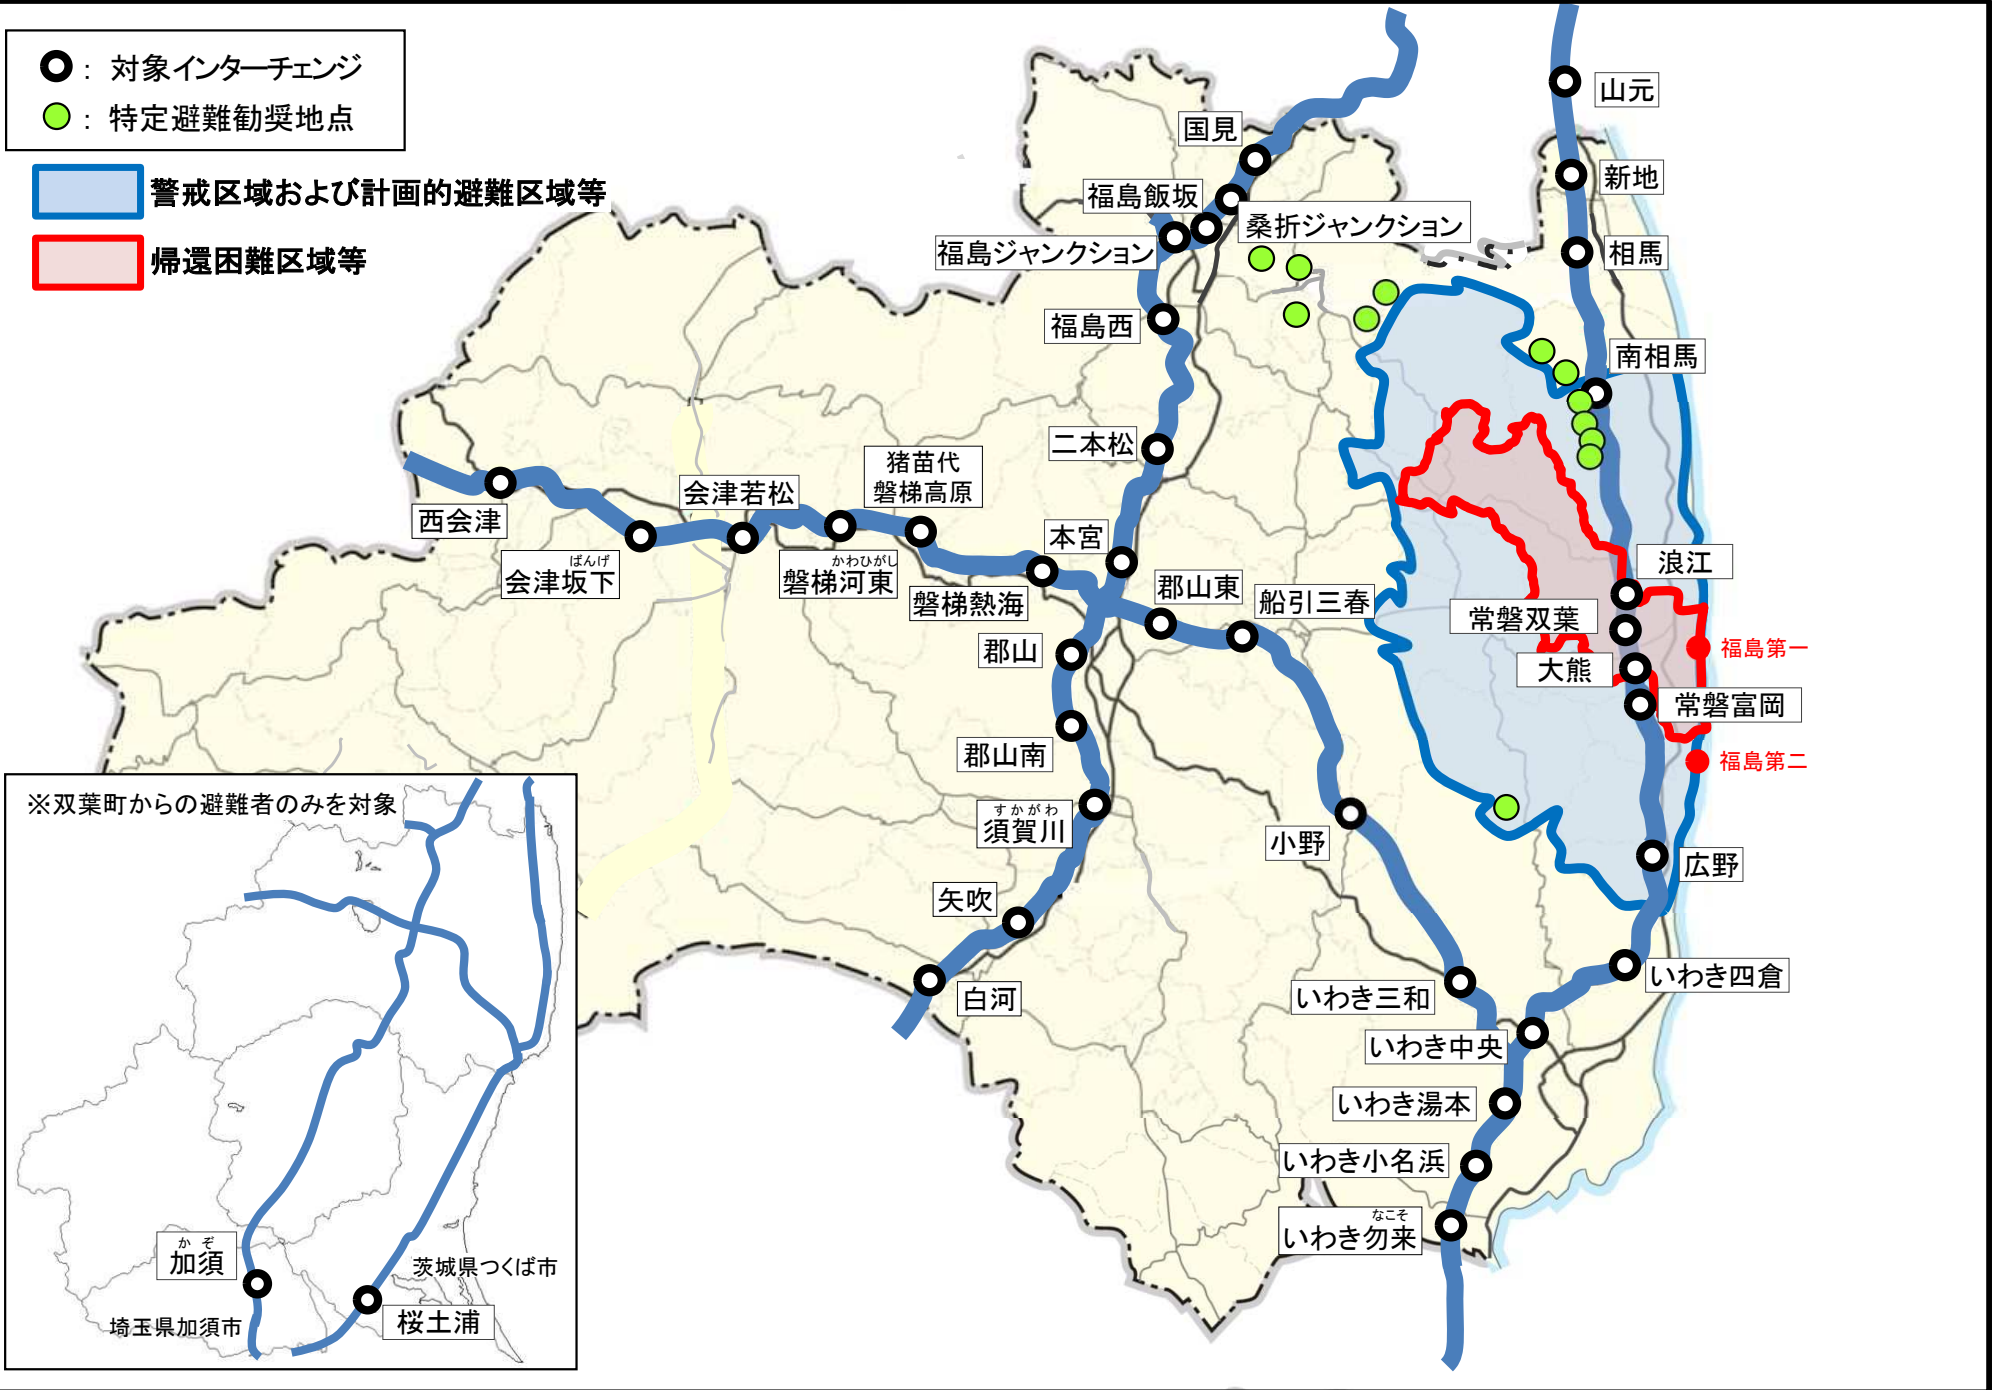 ： 対象インターチェンジ
： 特定避難勧奨地点
警戒区域および計画的避難区域等
帰還困難区域等
山元
国見
新地
福島飯坂
桑折ジャンクション
福島ジャンクション
相馬
福島西
南相馬
二本松
猪苗代
磐梯高原
会津若松
西会津
本宮
浪江
ばんげ
会津坂下
かわひがし
磐梯河東
磐梯熱海
郡山東
船引三春
常磐双葉
福島第一
郡山
大熊
常磐富岡
郡山南
福島第二
すかがわ
須賀川
小野
広野
矢吹
いわき四倉
白河
いわき三和
いわき中央
いわき湯本
いわき小名浜
なこそ
いわき勿来
※双葉町からの避難者のみを対象
かぞ
加須
茨城県つくば市
埼玉県加須市
桜土浦